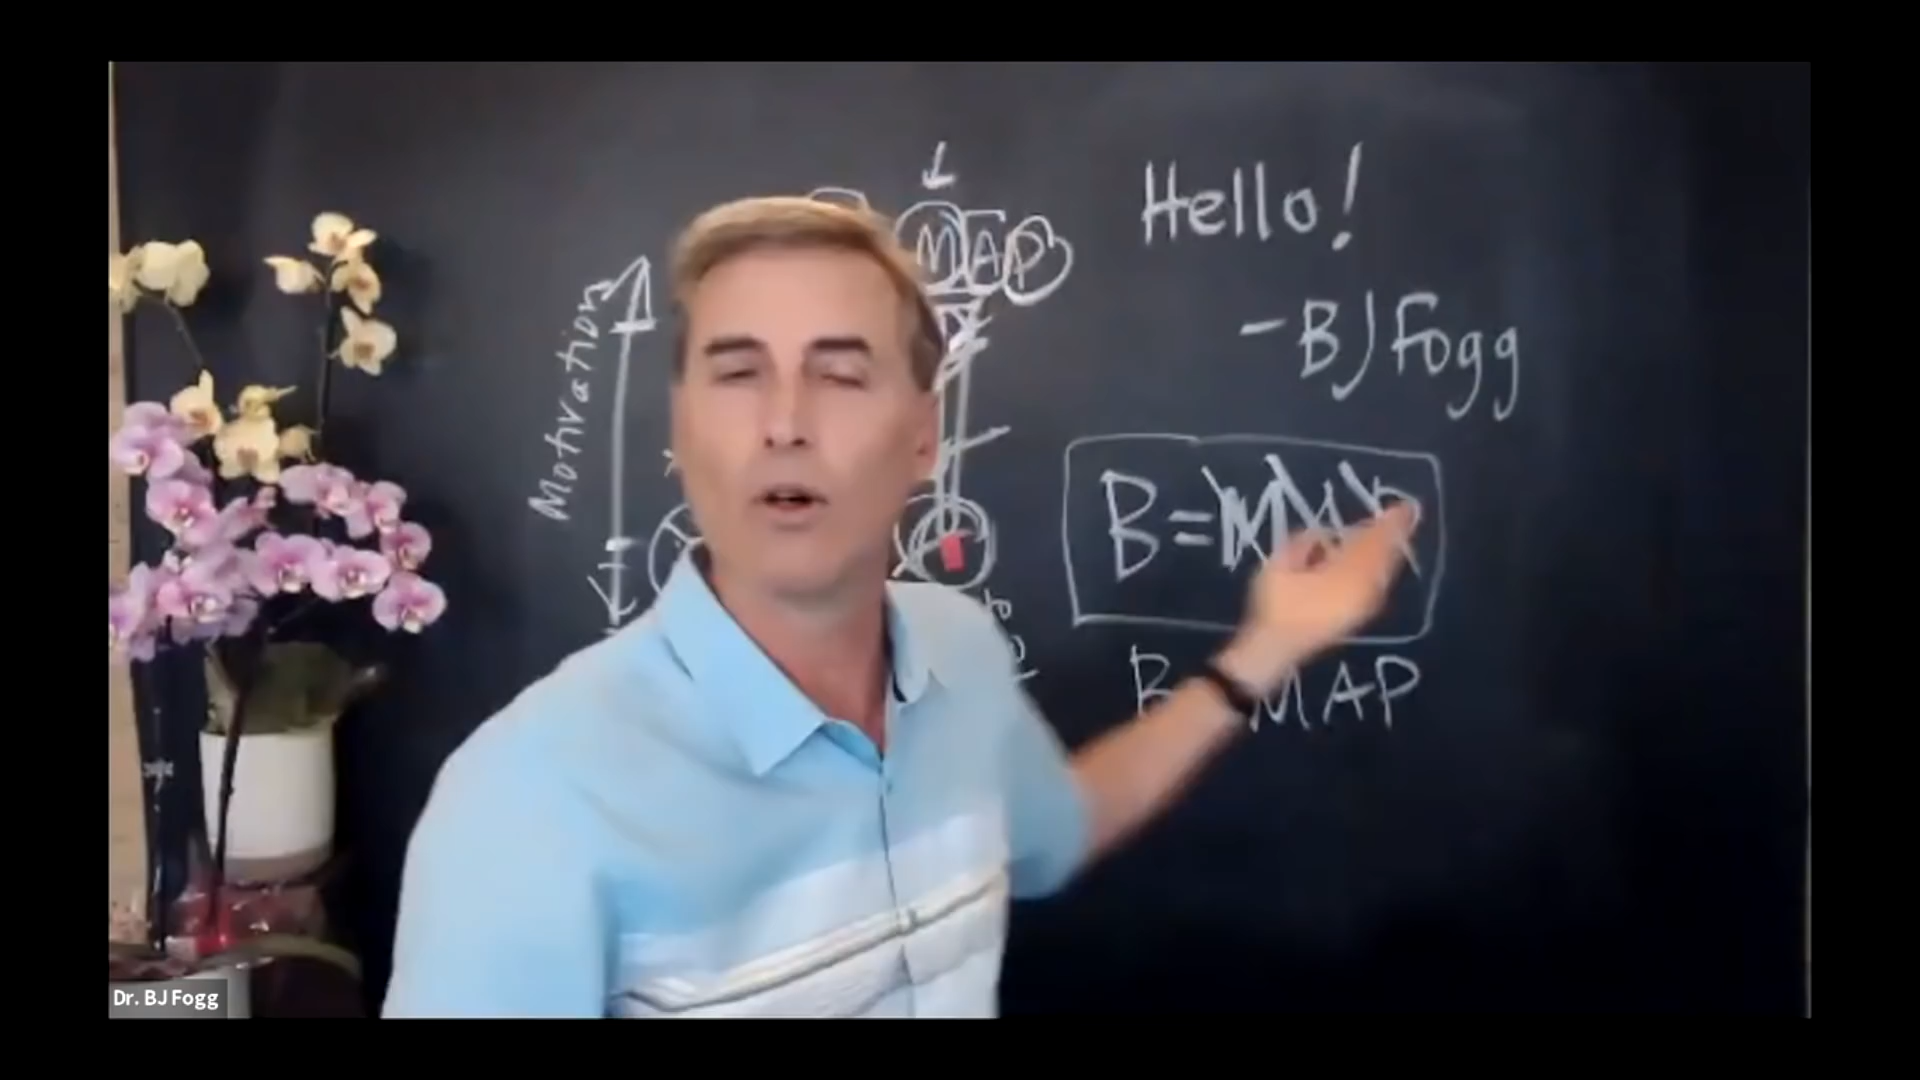 Hello!
MAP
- BJ Fogg
Motivation
B=
B MAP
Dr. BJ Fogg